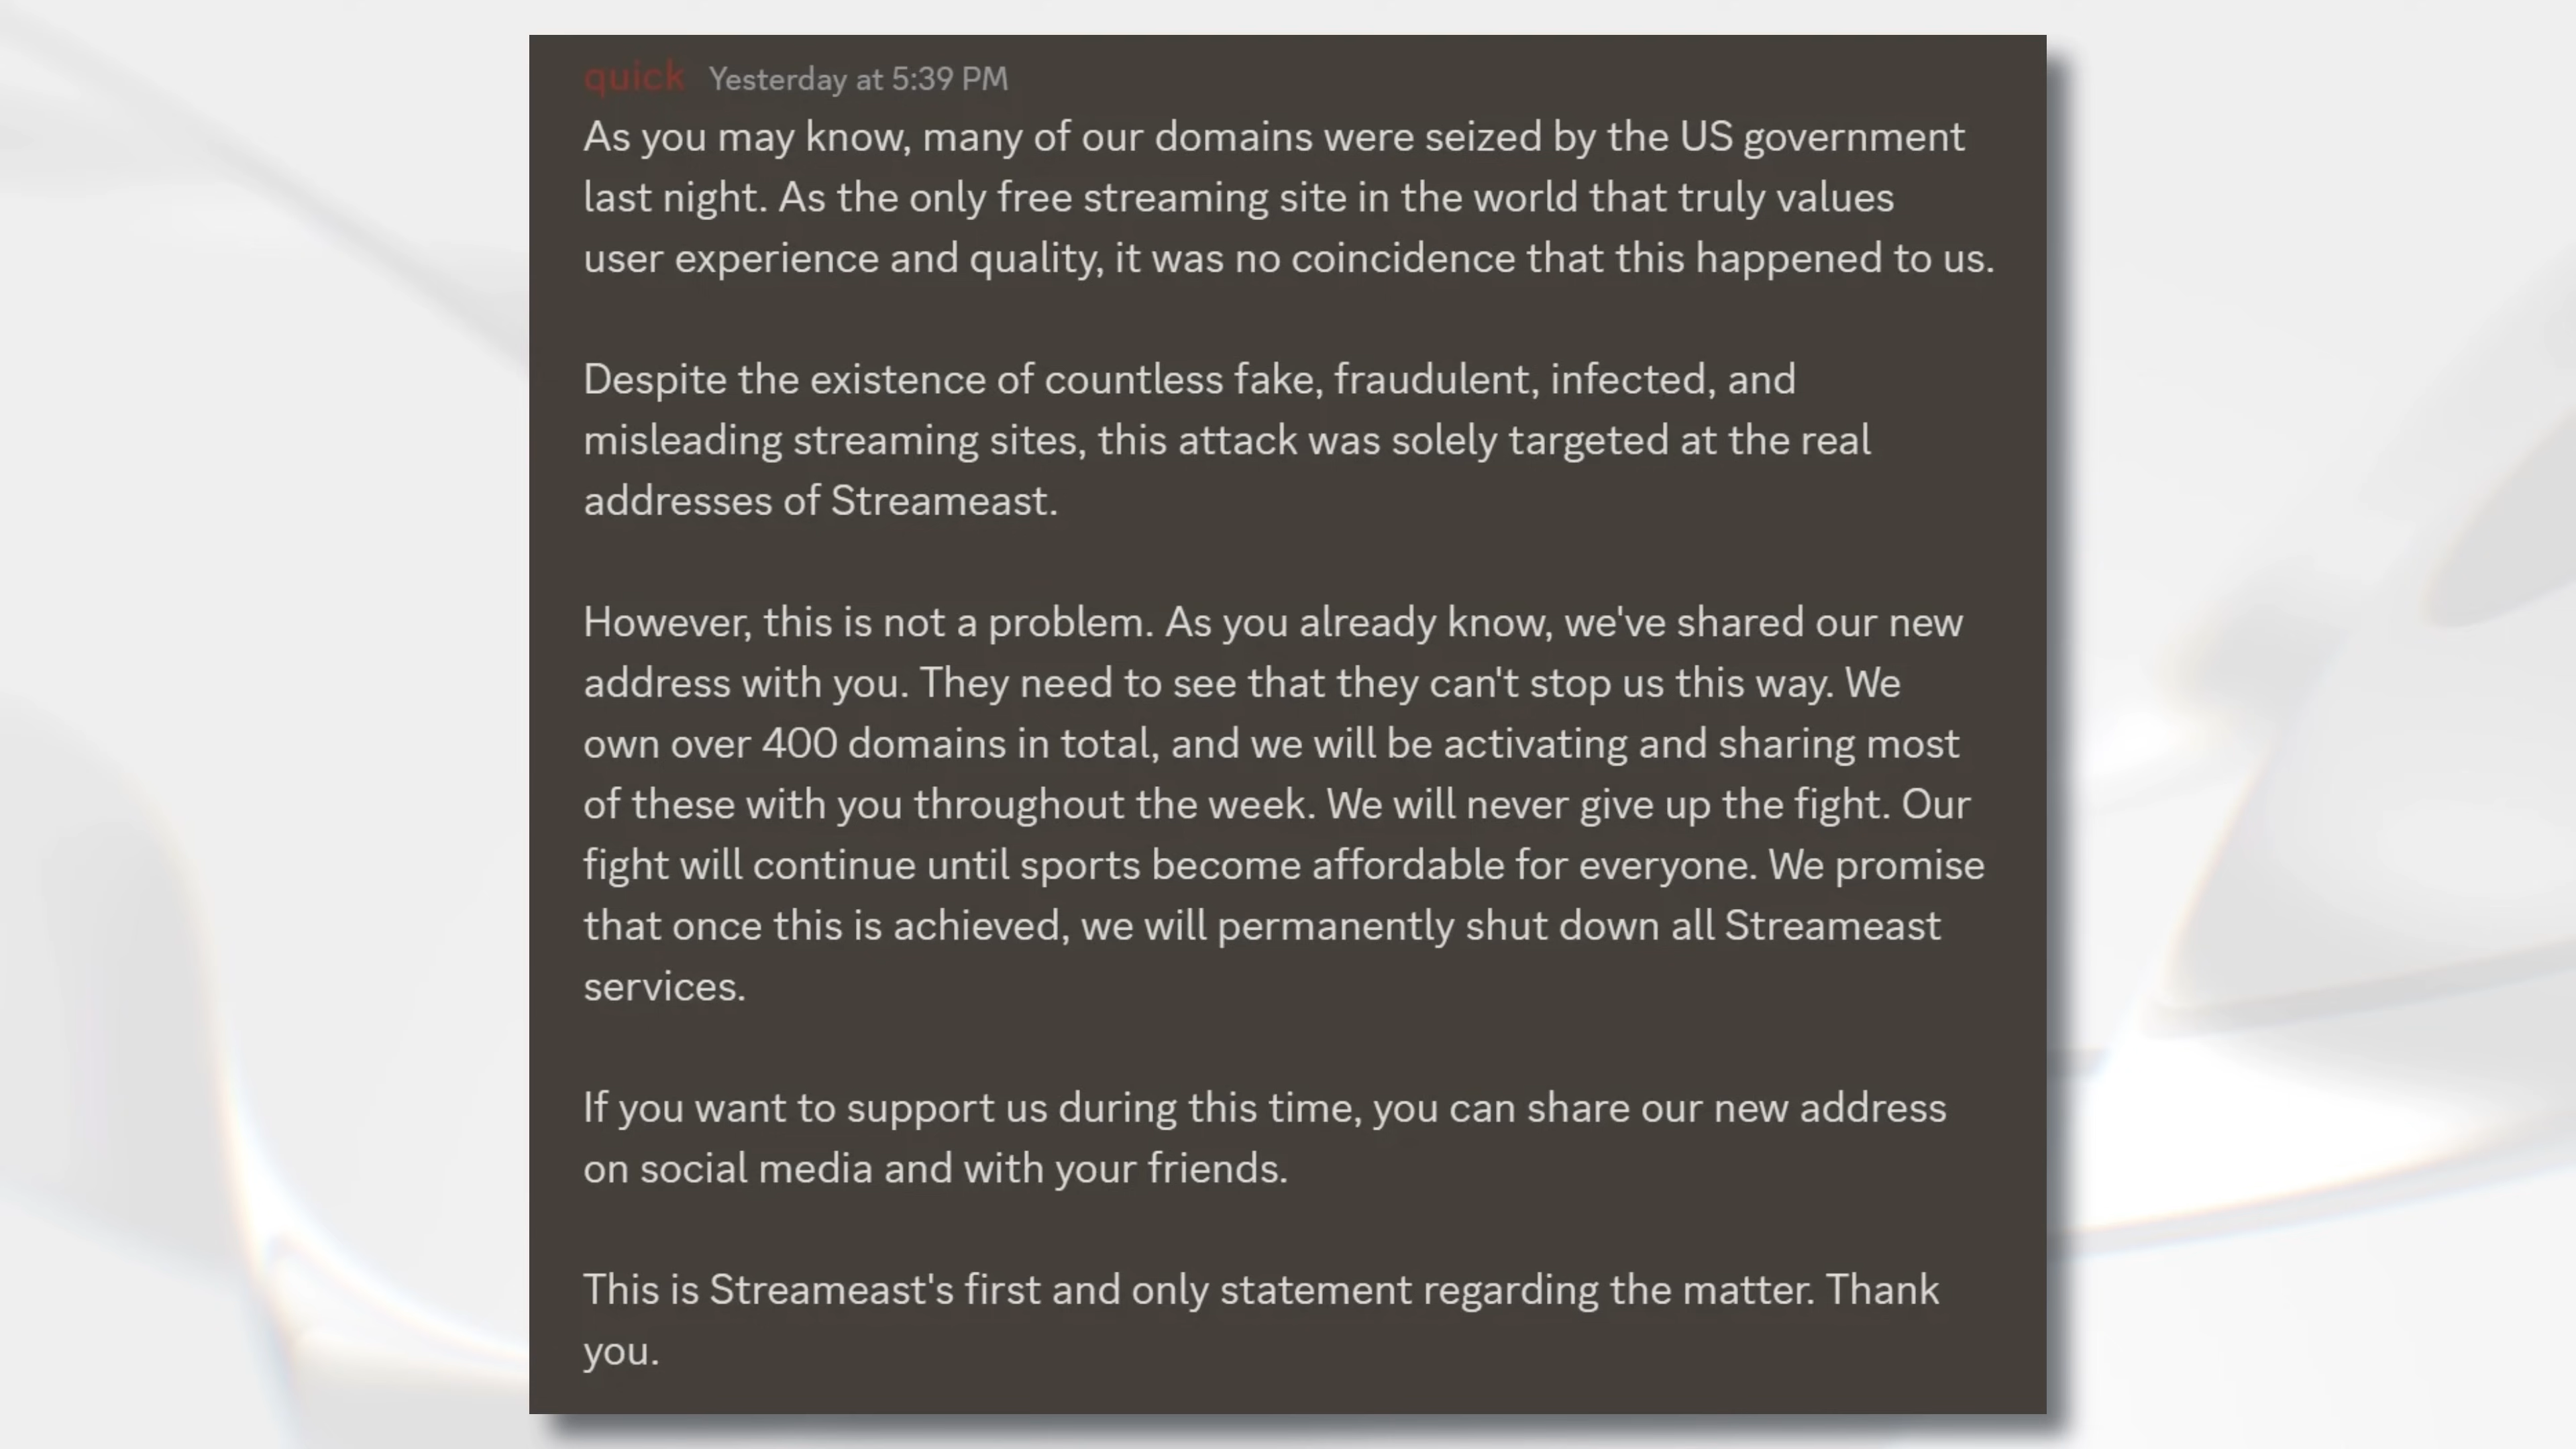 quick Yesterday at 5:39 PM
As you may know, many of our domains were seized by the US government
last night. As the only free streaming site in the world that truly values
user experience and quality, it was no coincidence that this happened to us.
Despite the existence of countless fake, fraudulent, infected, and
misleading streaming sites, this attack was solely targeted at the real
addresses of Streameast.
However, this is not a problem. As you already know, we've shared our new
address with you. They need to see that they can't stop us this way. We
own over 400 domains in total, and we will be activating and sharing most
of these with you throughout the week. We will never give up the fight. Our
fight will continue until sports become affordable for everyone. We promise
that once this is achieved, we will permanently shut down all Streameast
services.
If you want to support us during this time, you can share our new address
on social media and with your friends.
This is Streameast's first and only statement regarding the matter. Thank
you.